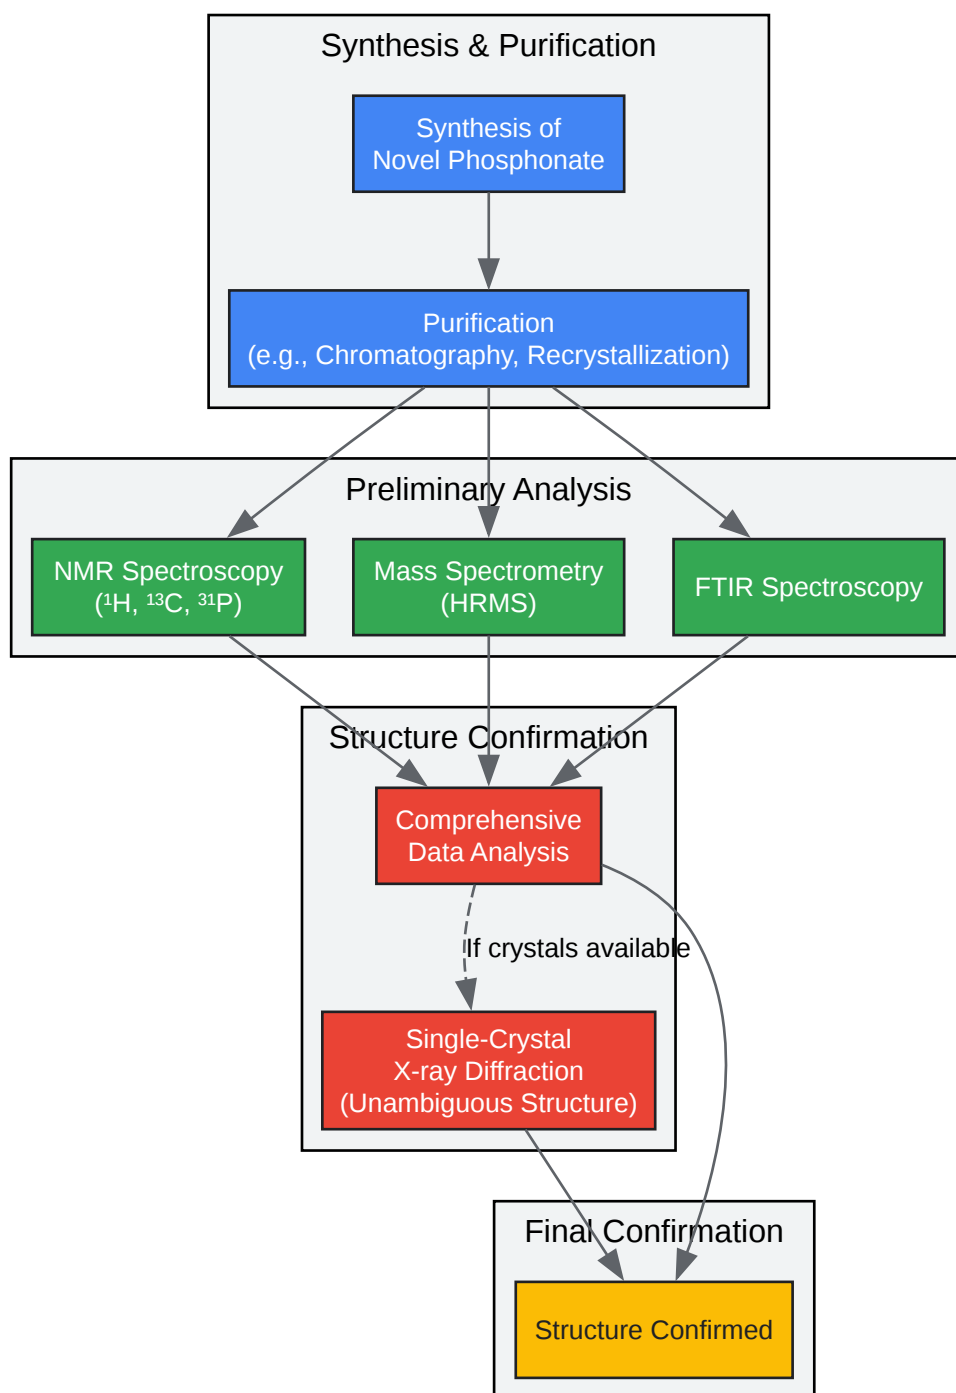 Synthesis & Purification
Synthesis of
Novel Phosphonate
Purification
(e.g., Chromatography, Recrystallization)
Preliminary Analysis
NMR Spectroscopy
(¹H, ¹³C, ³¹P)
Mass Spectrometry
(HRMS)
FTIR Spectroscopy
Structure Confirmation
Comprehensive
Data Analysis
If crystals available
Single-Crystal
X-ray Diffraction
(Unambiguous Structure)
Final Confirmation
Structure Confirmed